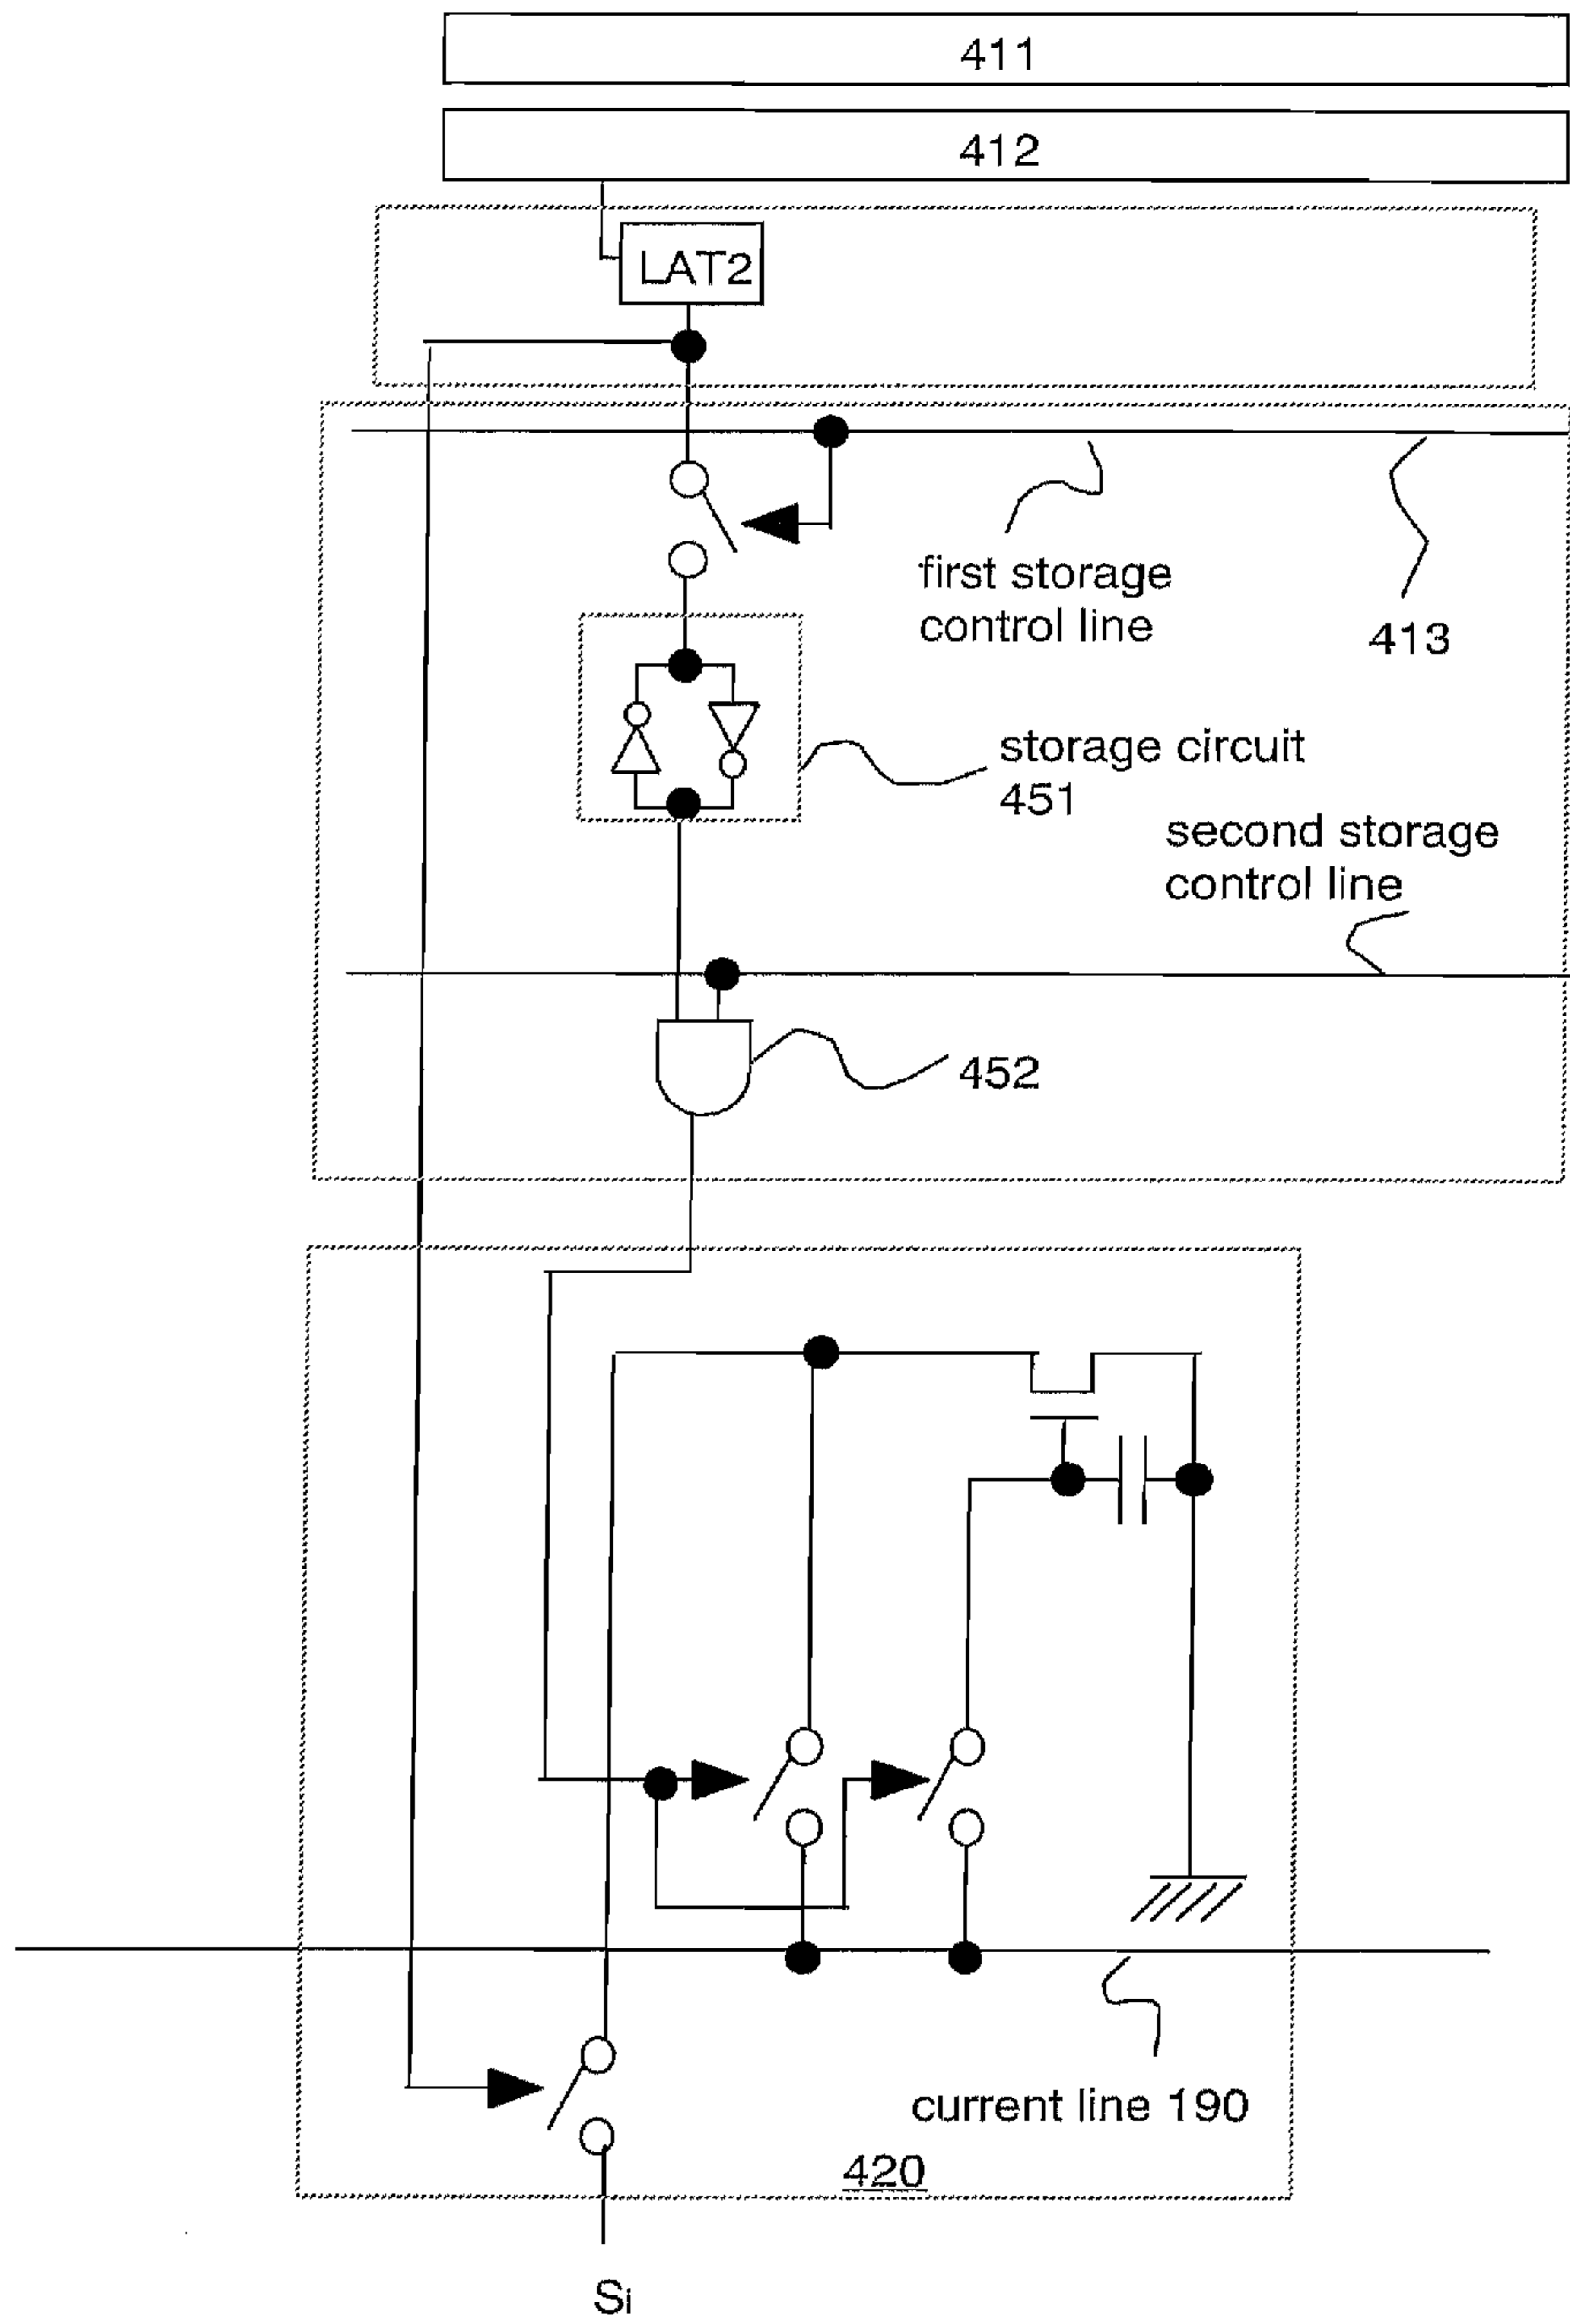 411
412
LAT2
first storage
control line
413
storage circuit
451
second storage
control line
452
current line 190
420
Si